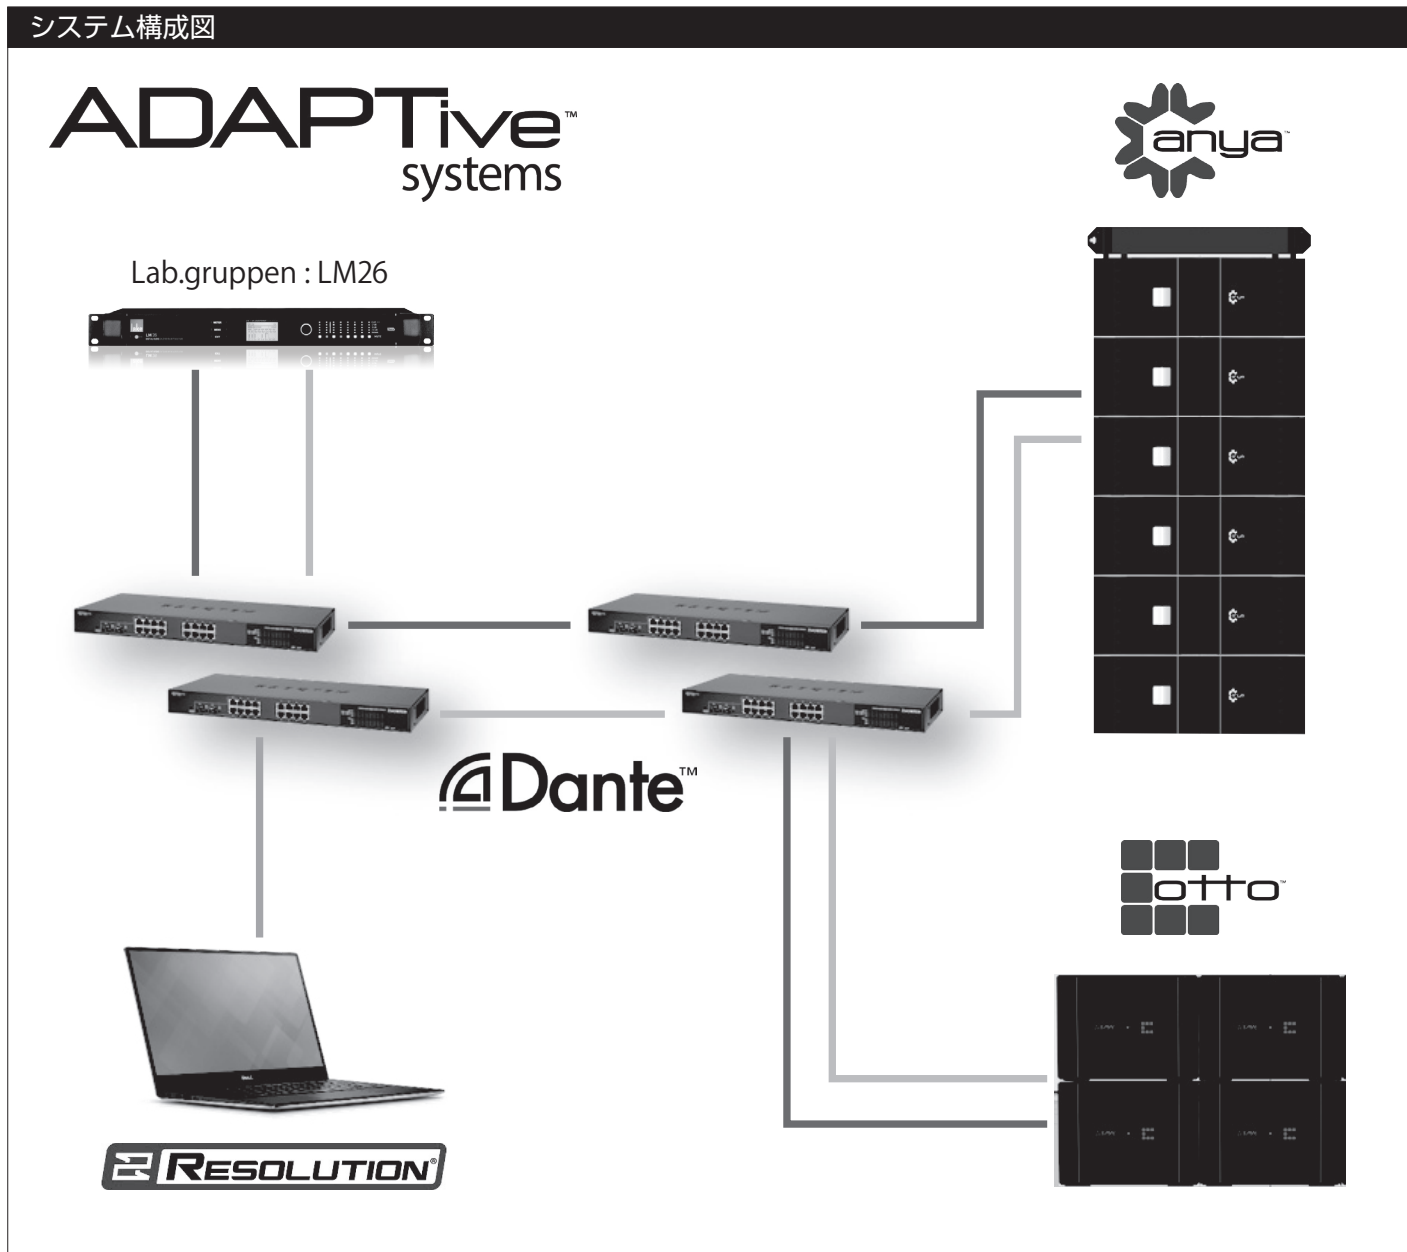 システム構成図
ADAPTive™
systems
anya™
Lab.gruppen : LM26
Dante™
otto™
RESOLUTION®